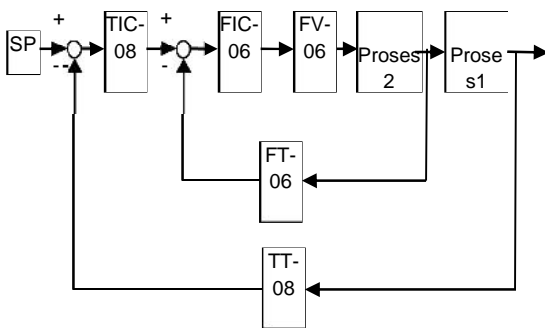 +
+
SP
TIC-
08
FIC-
06
FV-
06
Proses
2
Prose
s1
--
-
FT-
06
TT-
08